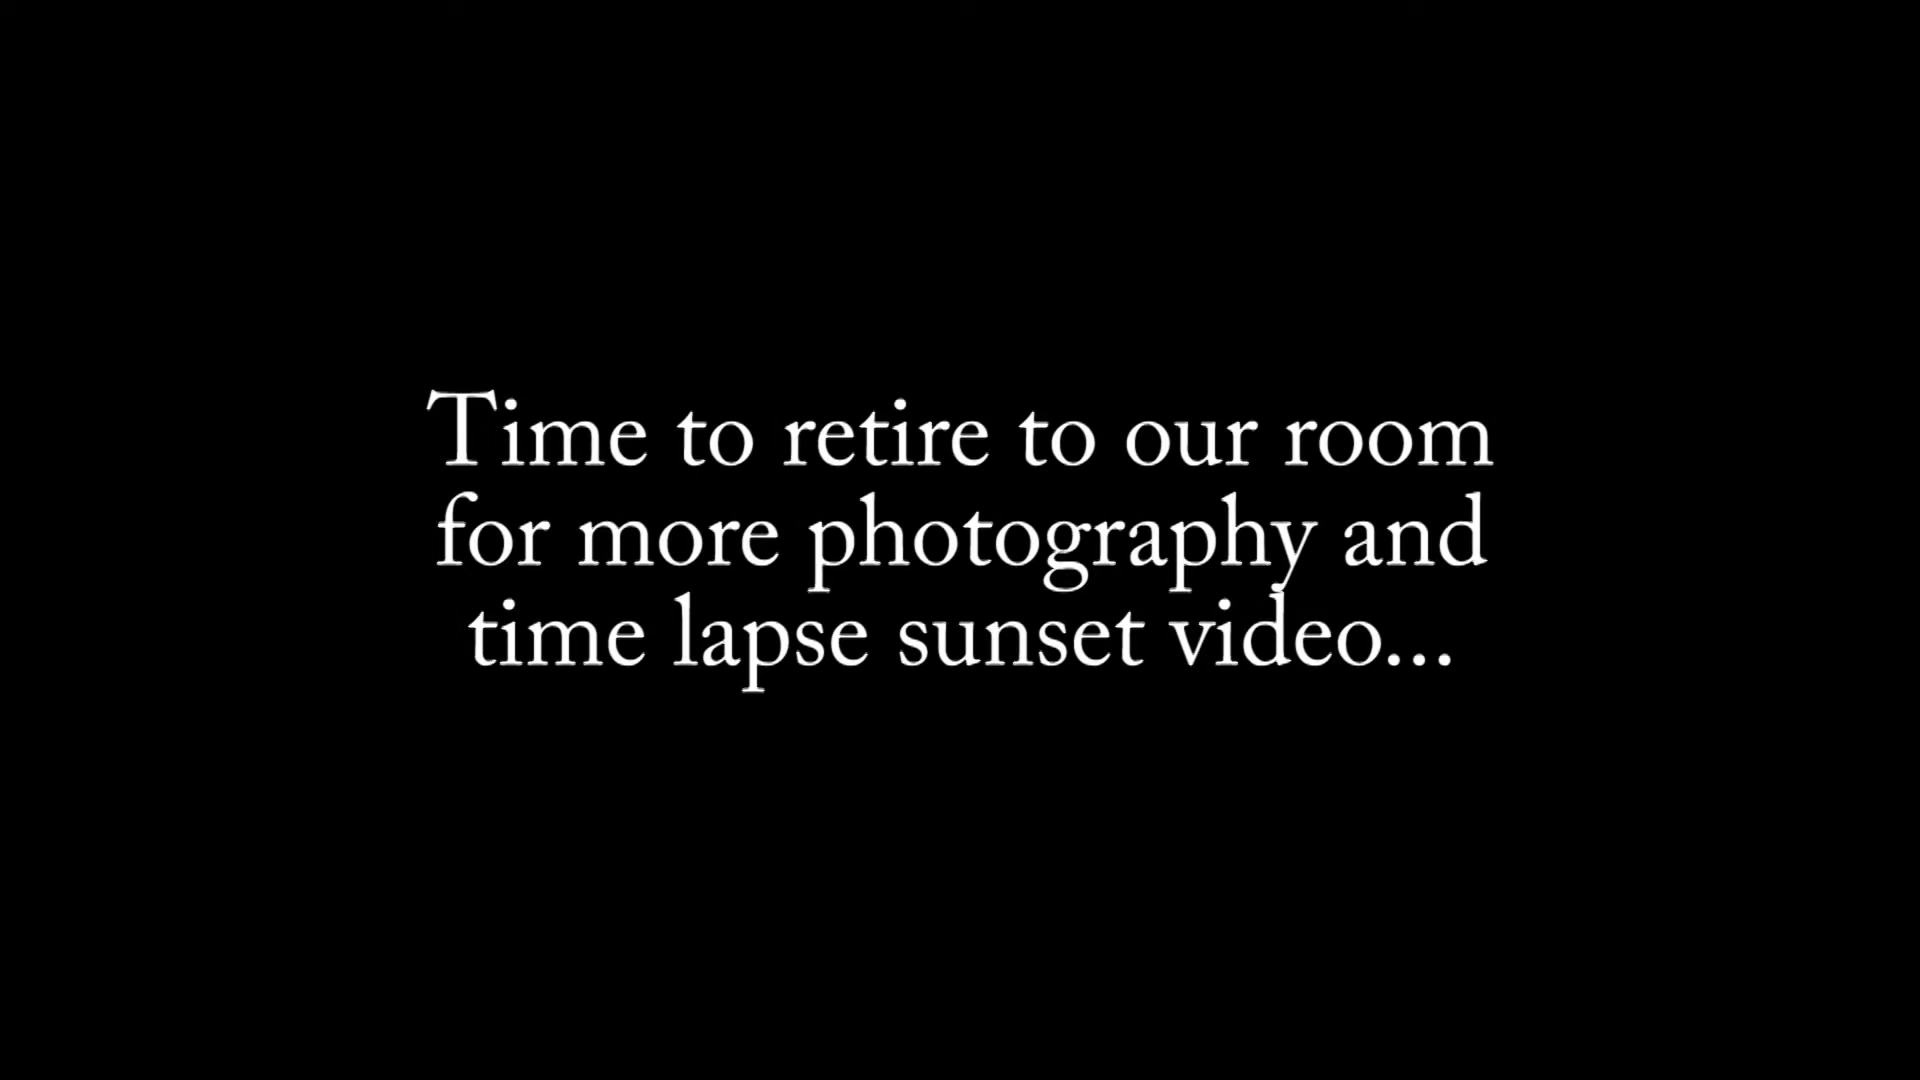 Time to retire to our room
for more photography and
time lapse sunset video...